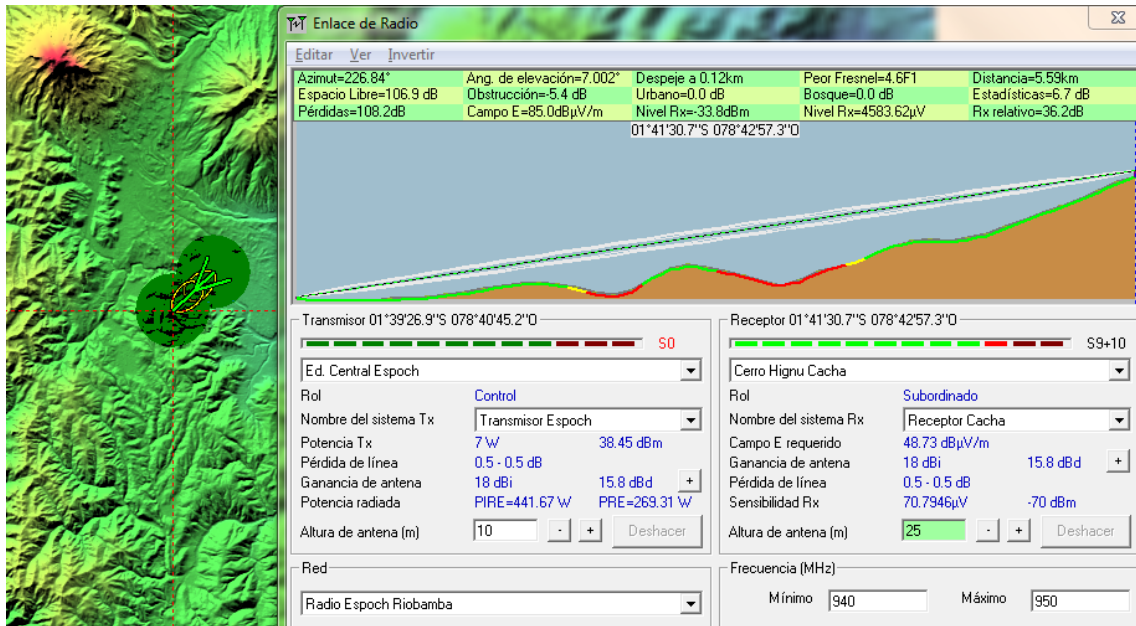 Enlace de Radio
Editar Ver Invertir
Azimut=226.84° Ang. de elevación=7.002° Despeje a 0.12km Peor Fresnel=4.6F1 Distancia=5.59km
Espacio Libre=106.9 dB Obstrucción=-5.4 dB Urbano=0.0 dB Bosque=0.0 dB Estadísticas=6.7 dB
Pérdidas=108.2dB Campo E=85.0dBµV/m Nivel Rx=-33.8dBm Nivel Rx=4583.62µV Rx relativo=36.2dB
01°41'30.7''S 078°42'57.3''O
Transmisor 01°39'26.9''S 078°40'45.2''O
S0
Ed. Central Espoch
Rol Control
Nombre del sistema Tx Transmisor Espoch
Potencia Tx 7 W 38.45 dBm
Pérdida de línea 0.5 - 0.5 dB
Ganancia de antena 18 dBi 15.8 dBd +
Potencia radiada PIRE=441.67 W PRE=269.31 W
Altura de antena (m) 10 - + Deshacer
Receptor 01°41'30.7''S 078°42'57.3''O
S9+10
Cerro Hignu Cacha
Rol Subordinado
Nombre del sistema Rx Receptor Cacha
Campo E requerido 48.73 dBµV/m
Ganancia de antena 18 dBi 15.8 dBd +
Pérdida de línea 0.5 - 0.5 dB
Sensibilidad Rx 70.7946µV -70 dBm
Altura de antena (m) 25 - + Deshacer
Red
Radio Espoch Riobamba
Frecuencia (MHz)
Mínimo 940 Máximo 950